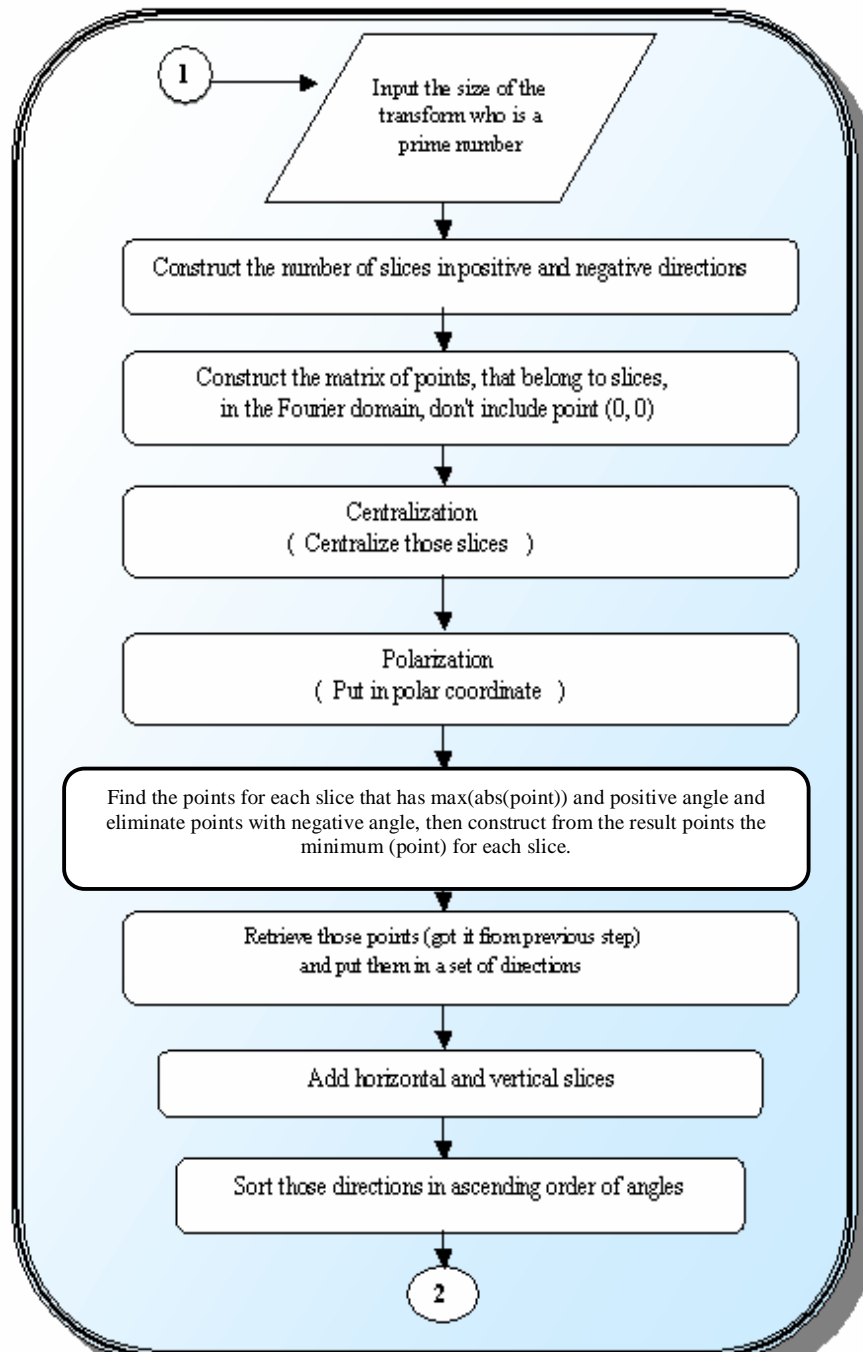 1
Input the size of the
transform who is a
prime number
Construct the number of slices in positive and negative directions
Construct the matrix of points, that belong to slices,
in the Fourier domain, don't include point (0, 0)
Centralization
( Centralize those slices )
Polarization
( Put in polar coordinate )
Find the points for each slice that has max(abs(point)) and positive angle and
eliminate points with negative angle, then construct from the result points the
minimum (point) for each slice.
Retrieve those points (got it from previous step)
and put them in a set of directions
Add horizontal and vertical slices
Sort those directions in ascending order of angles
2